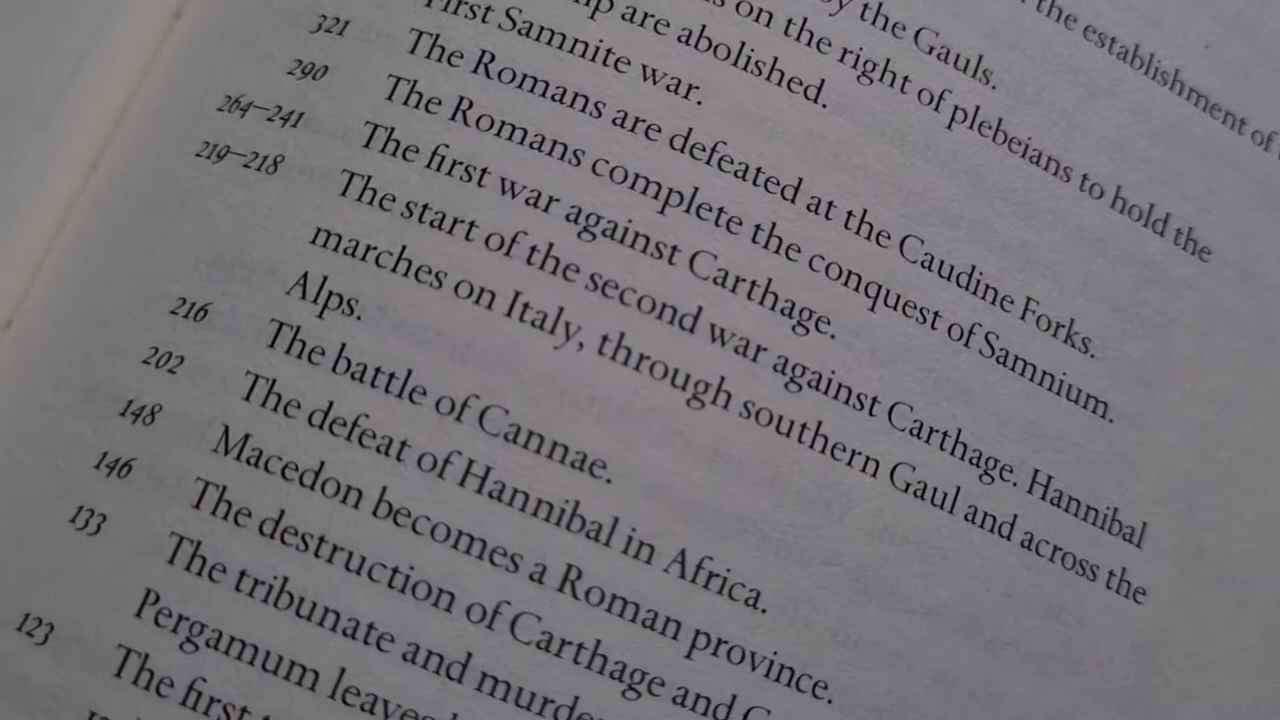 the establishment of
by the Gauls.
on the right of plebeians to hold the
are abolished.
First Samnite war.
321 The Romans are defeated at the Caudine Forks.
290 The Romans complete the conquest of Samnium.
264–241 The first war against Carthage.
219–218 The start of the second war against Carthage. Hannibal
marches on Italy, through southern Gaul and across the
Alps.
216 The battle of Cannae.
202 The defeat of Hannibal in Africa.
148 Macedon becomes a Roman province.
146 The destruction of Carthage and
133 The tribunate and murder
Pergamum leaves
123 The first